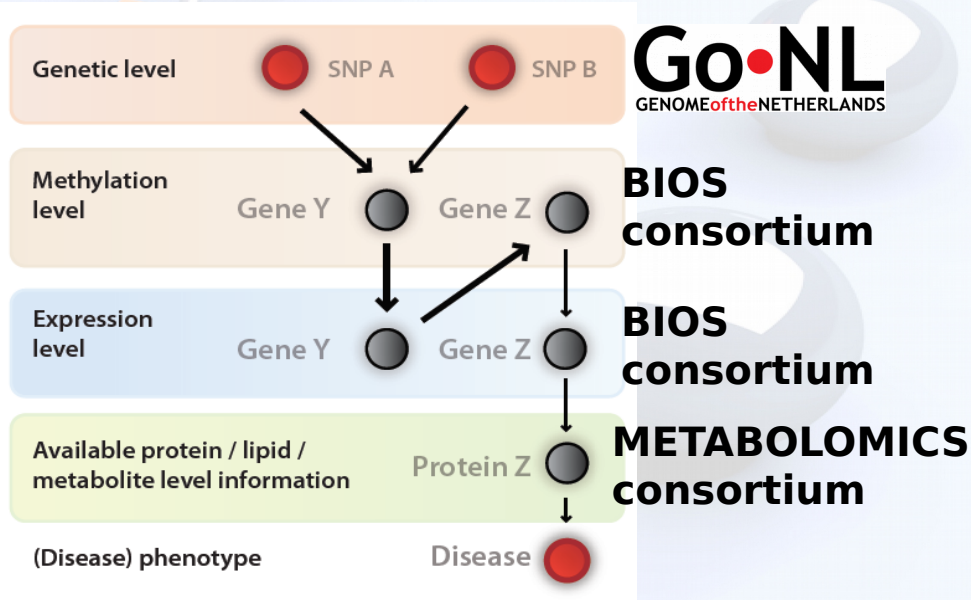 Genetic level
SNP A
SNP B
Go•NL
GENOMEoftheNETHERLANDS
Methylation
level
Gene Y
Gene Z
BIOS
consortium
Expression
level
Gene Y
Gene Z
BIOS
consortium
Available protein / lipid /
metabolite level information
Protein Z
METABOLOMICS
consortium
(Disease) phenotype
Disease